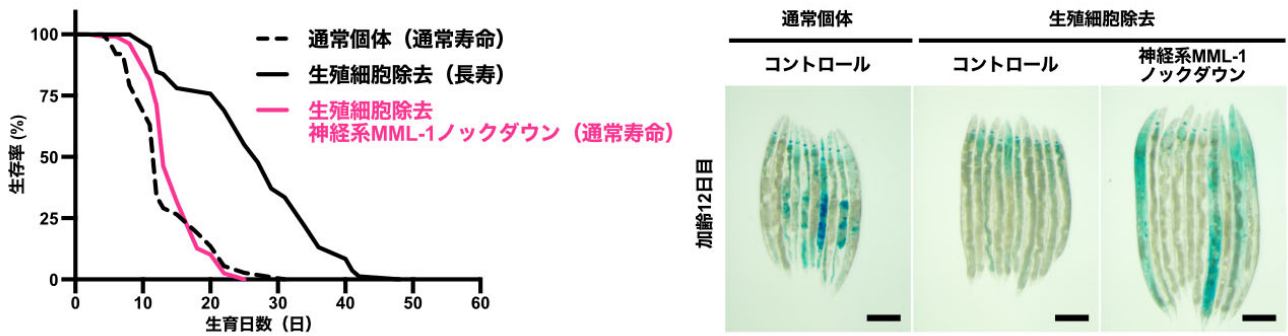 100
75
50
25
0
生存率 (%)
0 10 20 30 40 50 60
生育日数（日）
通常個体（通常寿命）
生殖細胞除去（長寿）
生殖細胞除去
神経系MML-1ノックダウン（通常寿命）
通常個体
生殖細胞除去
コントロール
コントロール
神経系MML-1
ノックダウン
加齢12日目